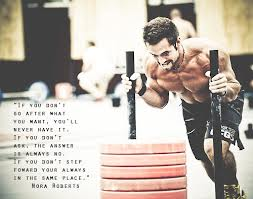 "If you don't
go after what
you want, you'll
never have it.
If you don't
ask, the answer
is always no.
If you don't step
forward your always
in the same place."
Nora Roberts